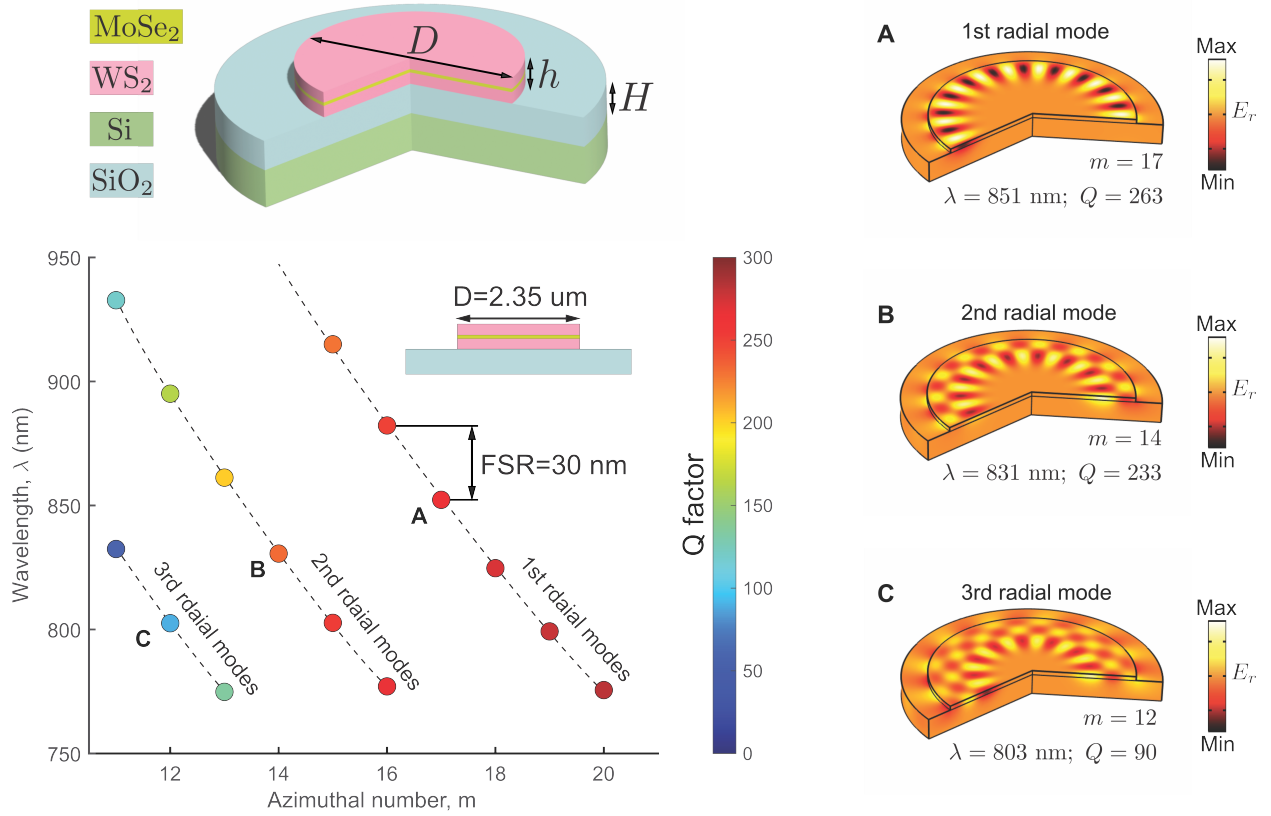 MoSe₂
WS₂
Si
SiO₂
D
h
H
950
900
850
800
750
12
14
16
18
20
Wavelength, λ (nm)
Azimuthal number, m
D=2.35 um
FSR=30 nm
A
B
C
3rd rdaial modes
2nd rdaial modes
1st rdaial modes
Q factor
300
250
200
150
100
50
0
A
1st radial mode
Max
E_r
Min
m = 17
λ = 851 nm; Q = 263
B
2nd radial mode
Max
E_r
Min
m = 14
λ = 831 nm; Q = 233
C
3rd radial mode
Max
E_r
Min
m = 12
λ = 803 nm; Q = 90